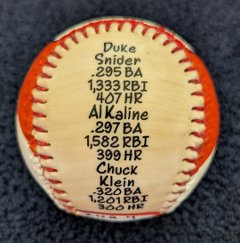 Duke
Snider
.295 BA
1,333 RBI
407 HR
Al Kaline
.297 BA
1,582 RBI
399 HR
Chuck
Klein
.320 BA
1,201 RBI
300 HR